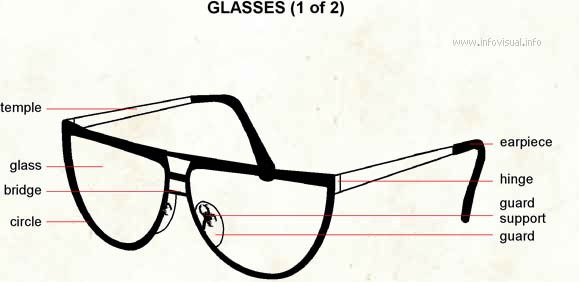 GLASSES (1 of 2)
www.infovisual.info
temple
glass
bridge
circle
earpiece
hinge
guard
support
guard